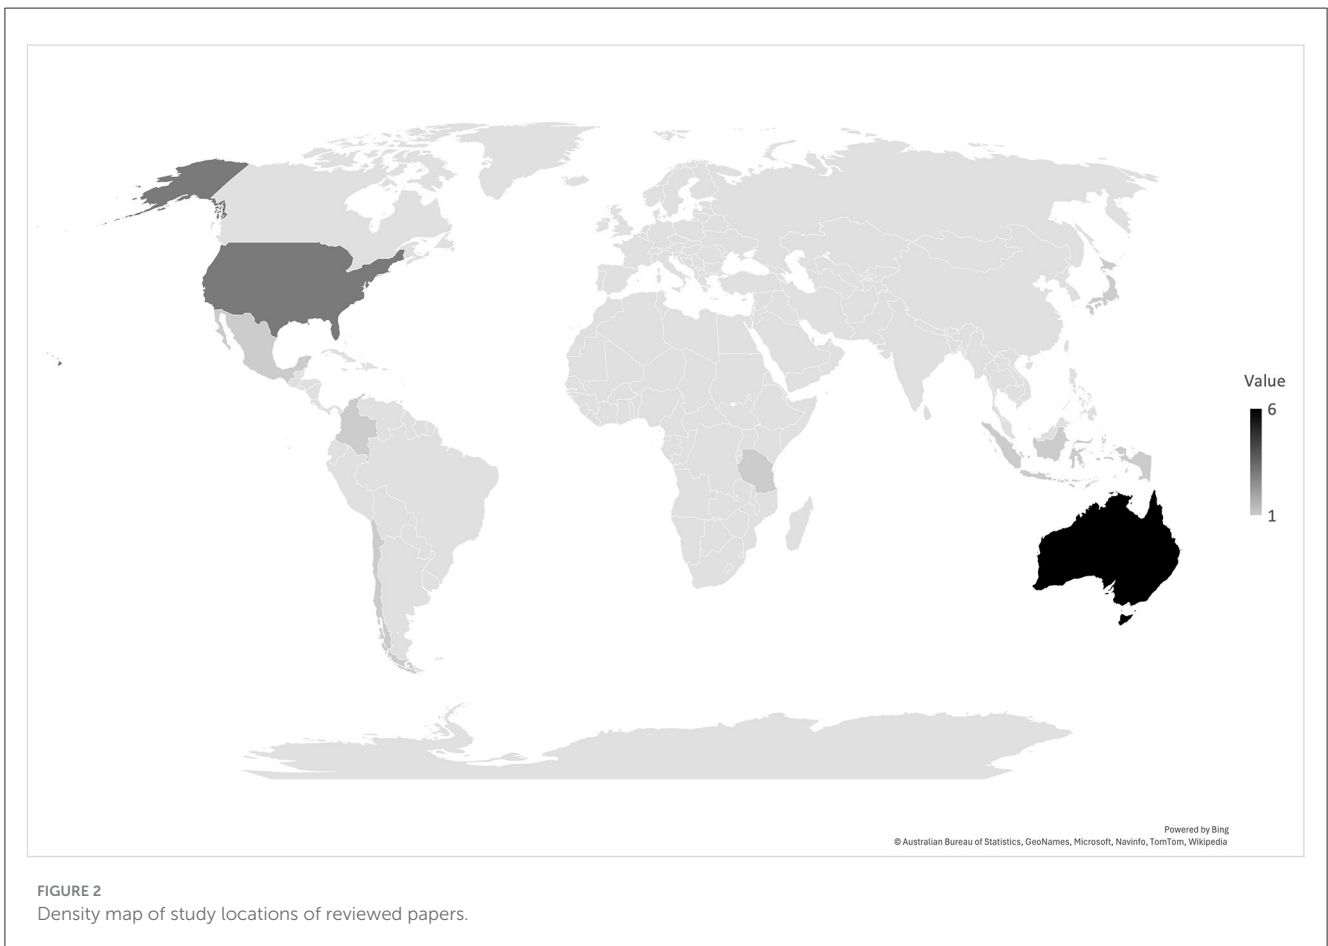 Value
6
1
Powered by Bing
© Australian Bureau of Statistics, GeoNames, Microsoft, Navinfo, TomTom, Wikipedia
FIGURE 2
Density map of study locations of reviewed papers.